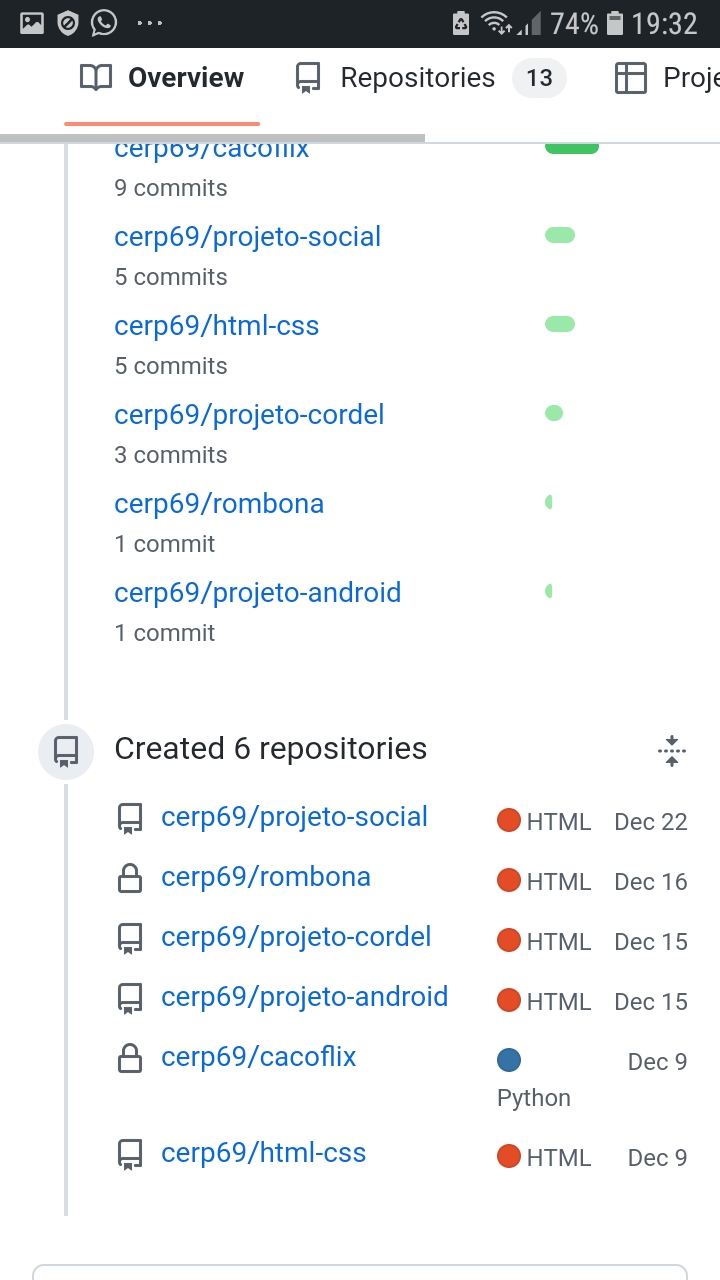 74% 19:32
Overview Repositories 13 Proje
cerp69/cacoflix
9 commits
cerp69/projeto-social
5 commits
cerp69/html-css
5 commits
cerp69/projeto-cordel
3 commits
cerp69/rombona
1 commit
cerp69/projeto-android
1 commit
Created 6 repositories
cerp69/projeto-social HTML Dec 22
cerp69/rombona HTML Dec 16
cerp69/projeto-cordel HTML Dec 15
cerp69/projeto-android HTML Dec 15
cerp69/cacoflix Dec 9
Python
cerp69/html-css HTML Dec 9